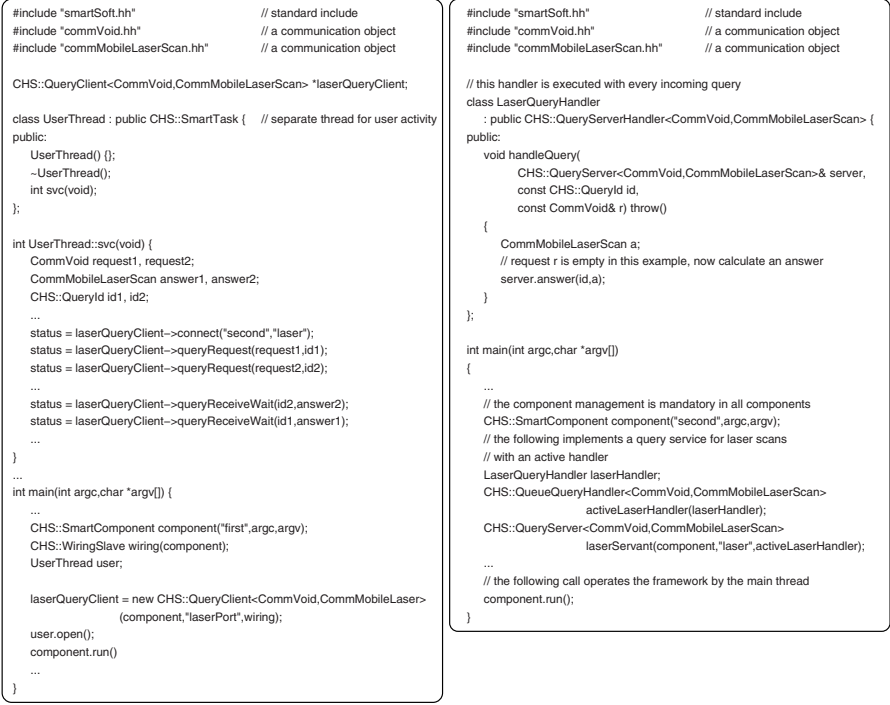 #include "smartSoft.hh" // standard include
#include "commVoid.hh" // a communication object
#include "commMobileLaserScan.hh" // a communication object
CHS::QueryClient<CommVoid,CommMobileLaserScan> *laserQueryClient;
class UserThread : public CHS::SmartTask { // separate thread for user activity
public:
UserThread() {};
~UserThread();
int svc(void);
};
int UserThread::svc(void) {
CommVoid request1, request2;
CommMobileLaserScan answer1, answer2;
CHS::QueryId id1, id2;
...
status = laserQueryClient−>connect("second","laser");
status = laserQueryClient−>queryRequest(request1,id1);
status = laserQueryClient−>queryRequest(request2,id2);
...
status = laserQueryClient−>queryReceiveWait(id2,answer2);
status = laserQueryClient−>queryReceiveWait(id1,answer1);
...
}
...
int main(int argc,char *argv[]) {
...
CHS::SmartComponent component("first",argc,argv);
CHS::WiringSlave wiring(component);
UserThread user;
laserQueryClient = new CHS::QueryClient<CommVoid,CommMobileLaser>
(component,"laserPort",wiring);
user.open();
component.run()
...
}
#include "smartSoft.hh" // standard include
#include "commVoid.hh" // a communication object
#include "commMobileLaserScan.hh" // a communication object
// this handler is executed with every incoming query
class LaserQueryHandler
: public CHS::QueryServerHandler<CommVoid,CommMobileLaserScan> {
public:
void handleQuery(
CHS::QueryServer<CommVoid,CommMobileLaserScan>& server,
const CHS::QueryId id,
const CommVoid& r) throw()
{
CommMobileLaserScan a;
// request r is empty in this example, now calculate an answer
server.answer(id,a);
}
};
int main(int argc,char *argv[])
{
...
// the component management is mandatory in all components
CHS::SmartComponent component("second",argc,argv);
// the following implements a query service for laser scans
// with an active handler
LaserQueryHandler laserHandler;
CHS::QueueQueryHandler<CommVoid,CommMobileLaserScan>
activeLaserHandler(laserHandler);
CHS::QueryServer<CommVoid,CommMobileLaserScan>
laserServant(component,"laser",activeLaserHandler);
...
// the following call operates the framework by the main thread
component.run();
}